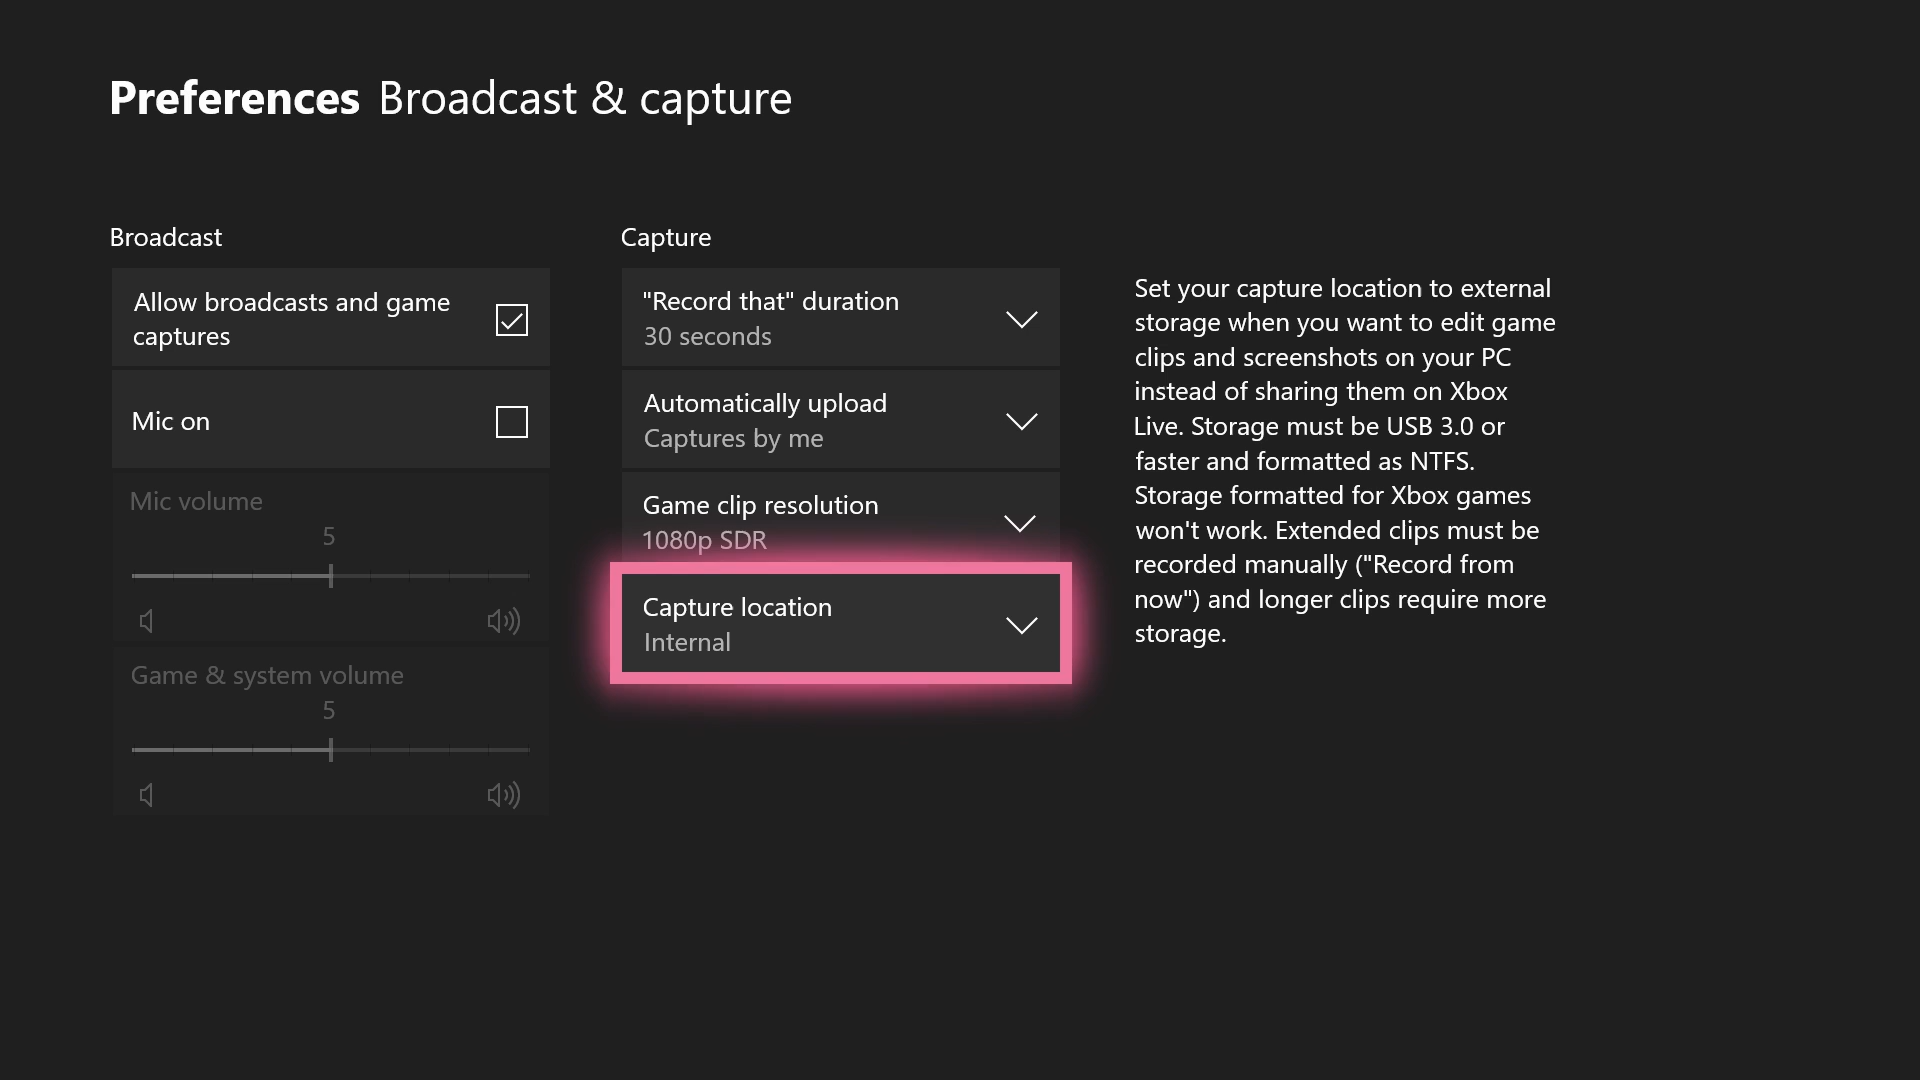 Preferences Broadcast & capture
Broadcast
Allow broadcasts and game
captures
Mic on
Mic volume
5
Game & system volume
5
Capture
"Record that" duration
30 seconds
Automatically upload
Captures by me
Game clip resolution
1080p SDR
Capture location
Internal
Set your capture location to external
storage when you want to edit game
clips and screenshots on your PC
instead of sharing them on Xbox
Live. Storage must be USB 3.0 or
faster and formatted as NTFS.
Storage formatted for Xbox games
won't work. Extended clips must be
recorded manually ("Record from
now") and longer clips require more
storage.